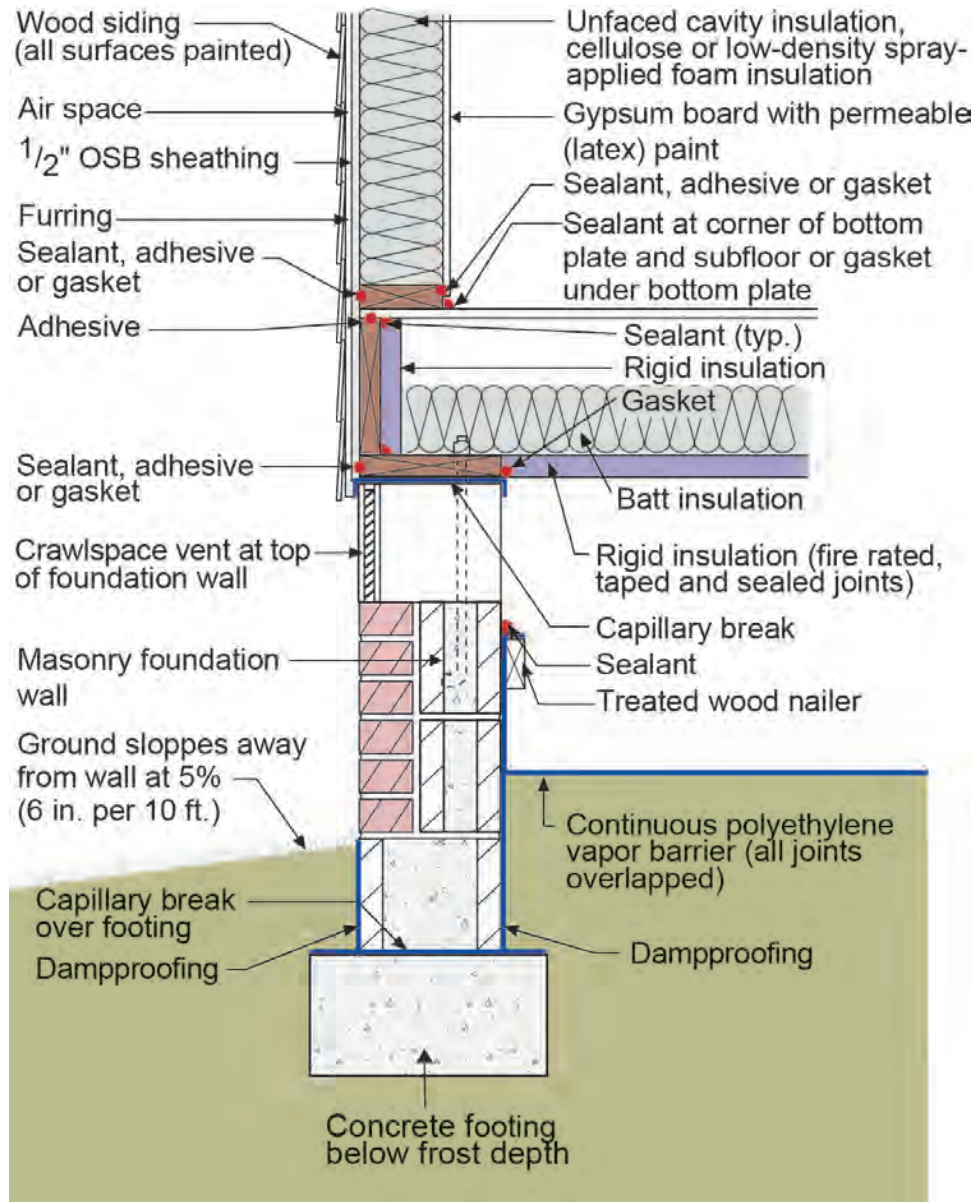 Wood siding
(all surfaces painted)
Air space
1/2" OSB sheathing
Furring
Sealant, adhesive
or gasket
Adhesive
Sealant, adhesive
or gasket
Crawlspace vent at top
of foundation wall
Masonry foundation
wall
Ground sloppes away
from wall at 5%
(6 in. per 10 ft.)
Capillary break
over footing
Dampproofing
Unfaced cavity insulation,
cellulose or low-density spray-
applied foam insulation
Gypsum board with permeable
(latex) paint
Sealant, adhesive or gasket
Sealant at corner of bottom
plate and subfloor or gasket
under bottom plate
Sealant (typ.)
Rigid insulation
Gasket
Batt insulation
Rigid insulation (fire rated,
taped and sealed joints)
Capillary break
Sealant
Treated wood nailer
Continuous polyethylene
vapor barrier (all joints
overlapped)
Dampproofing
Concrete footing
below frost depth